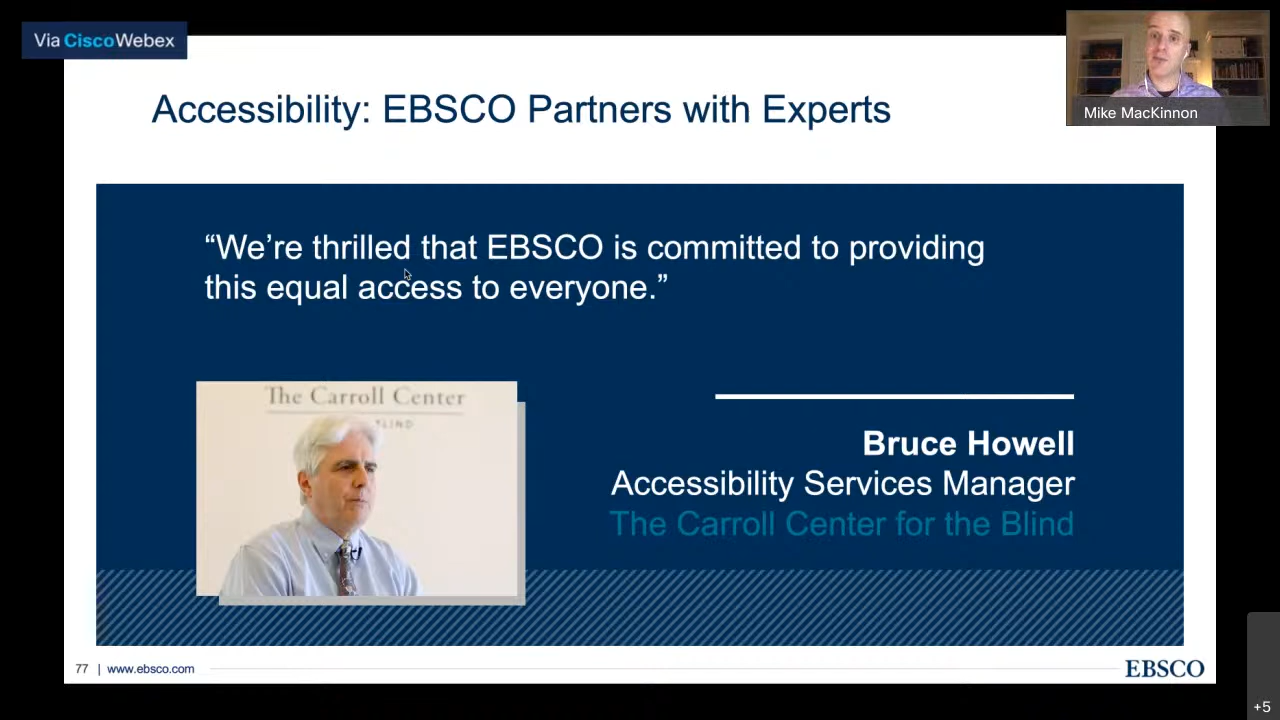 Via CiscoWebex
Mike MacKinnon
Accessibility: EBSCO Partners with Experts
“We’re thrilled that EBSCO is committed to providing
this equal access to everyone.”
The Carroll Center
BLIND
Bruce Howell
Accessibility Services Manager
The Carroll Center for the Blind
77 | www.ebsco.com
EBSCO
+5